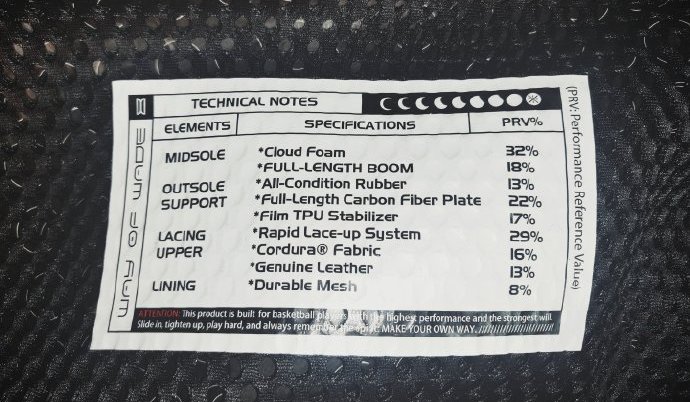 TECHNICAL NOTES
ELEMENTS SPECIFICATIONS PRV%
MIDSOLE *Cloud Foam 32%
*FULL-LENGTH BOOM 18%
OUTSOLE *All-Condition Rubber 13%
SUPPORT *Full-Length Carbon Fiber Plate 22%
*Film TPU Stabilizer 17%
LACING *Rapid Lace-up System 29%
UPPER *Cordura® Fabric 16%
*Genuine Leather 13%
LINING *Durable Mesh 8%
ATTENTION: This product is built for basketball players with the highest performance and the strongest will.
Slide in, tighten up, play hard, and always remember the spirit: MAKE YOUR OWN WAY.
(PRV: Performance Reference Value)
WAY OF WADE